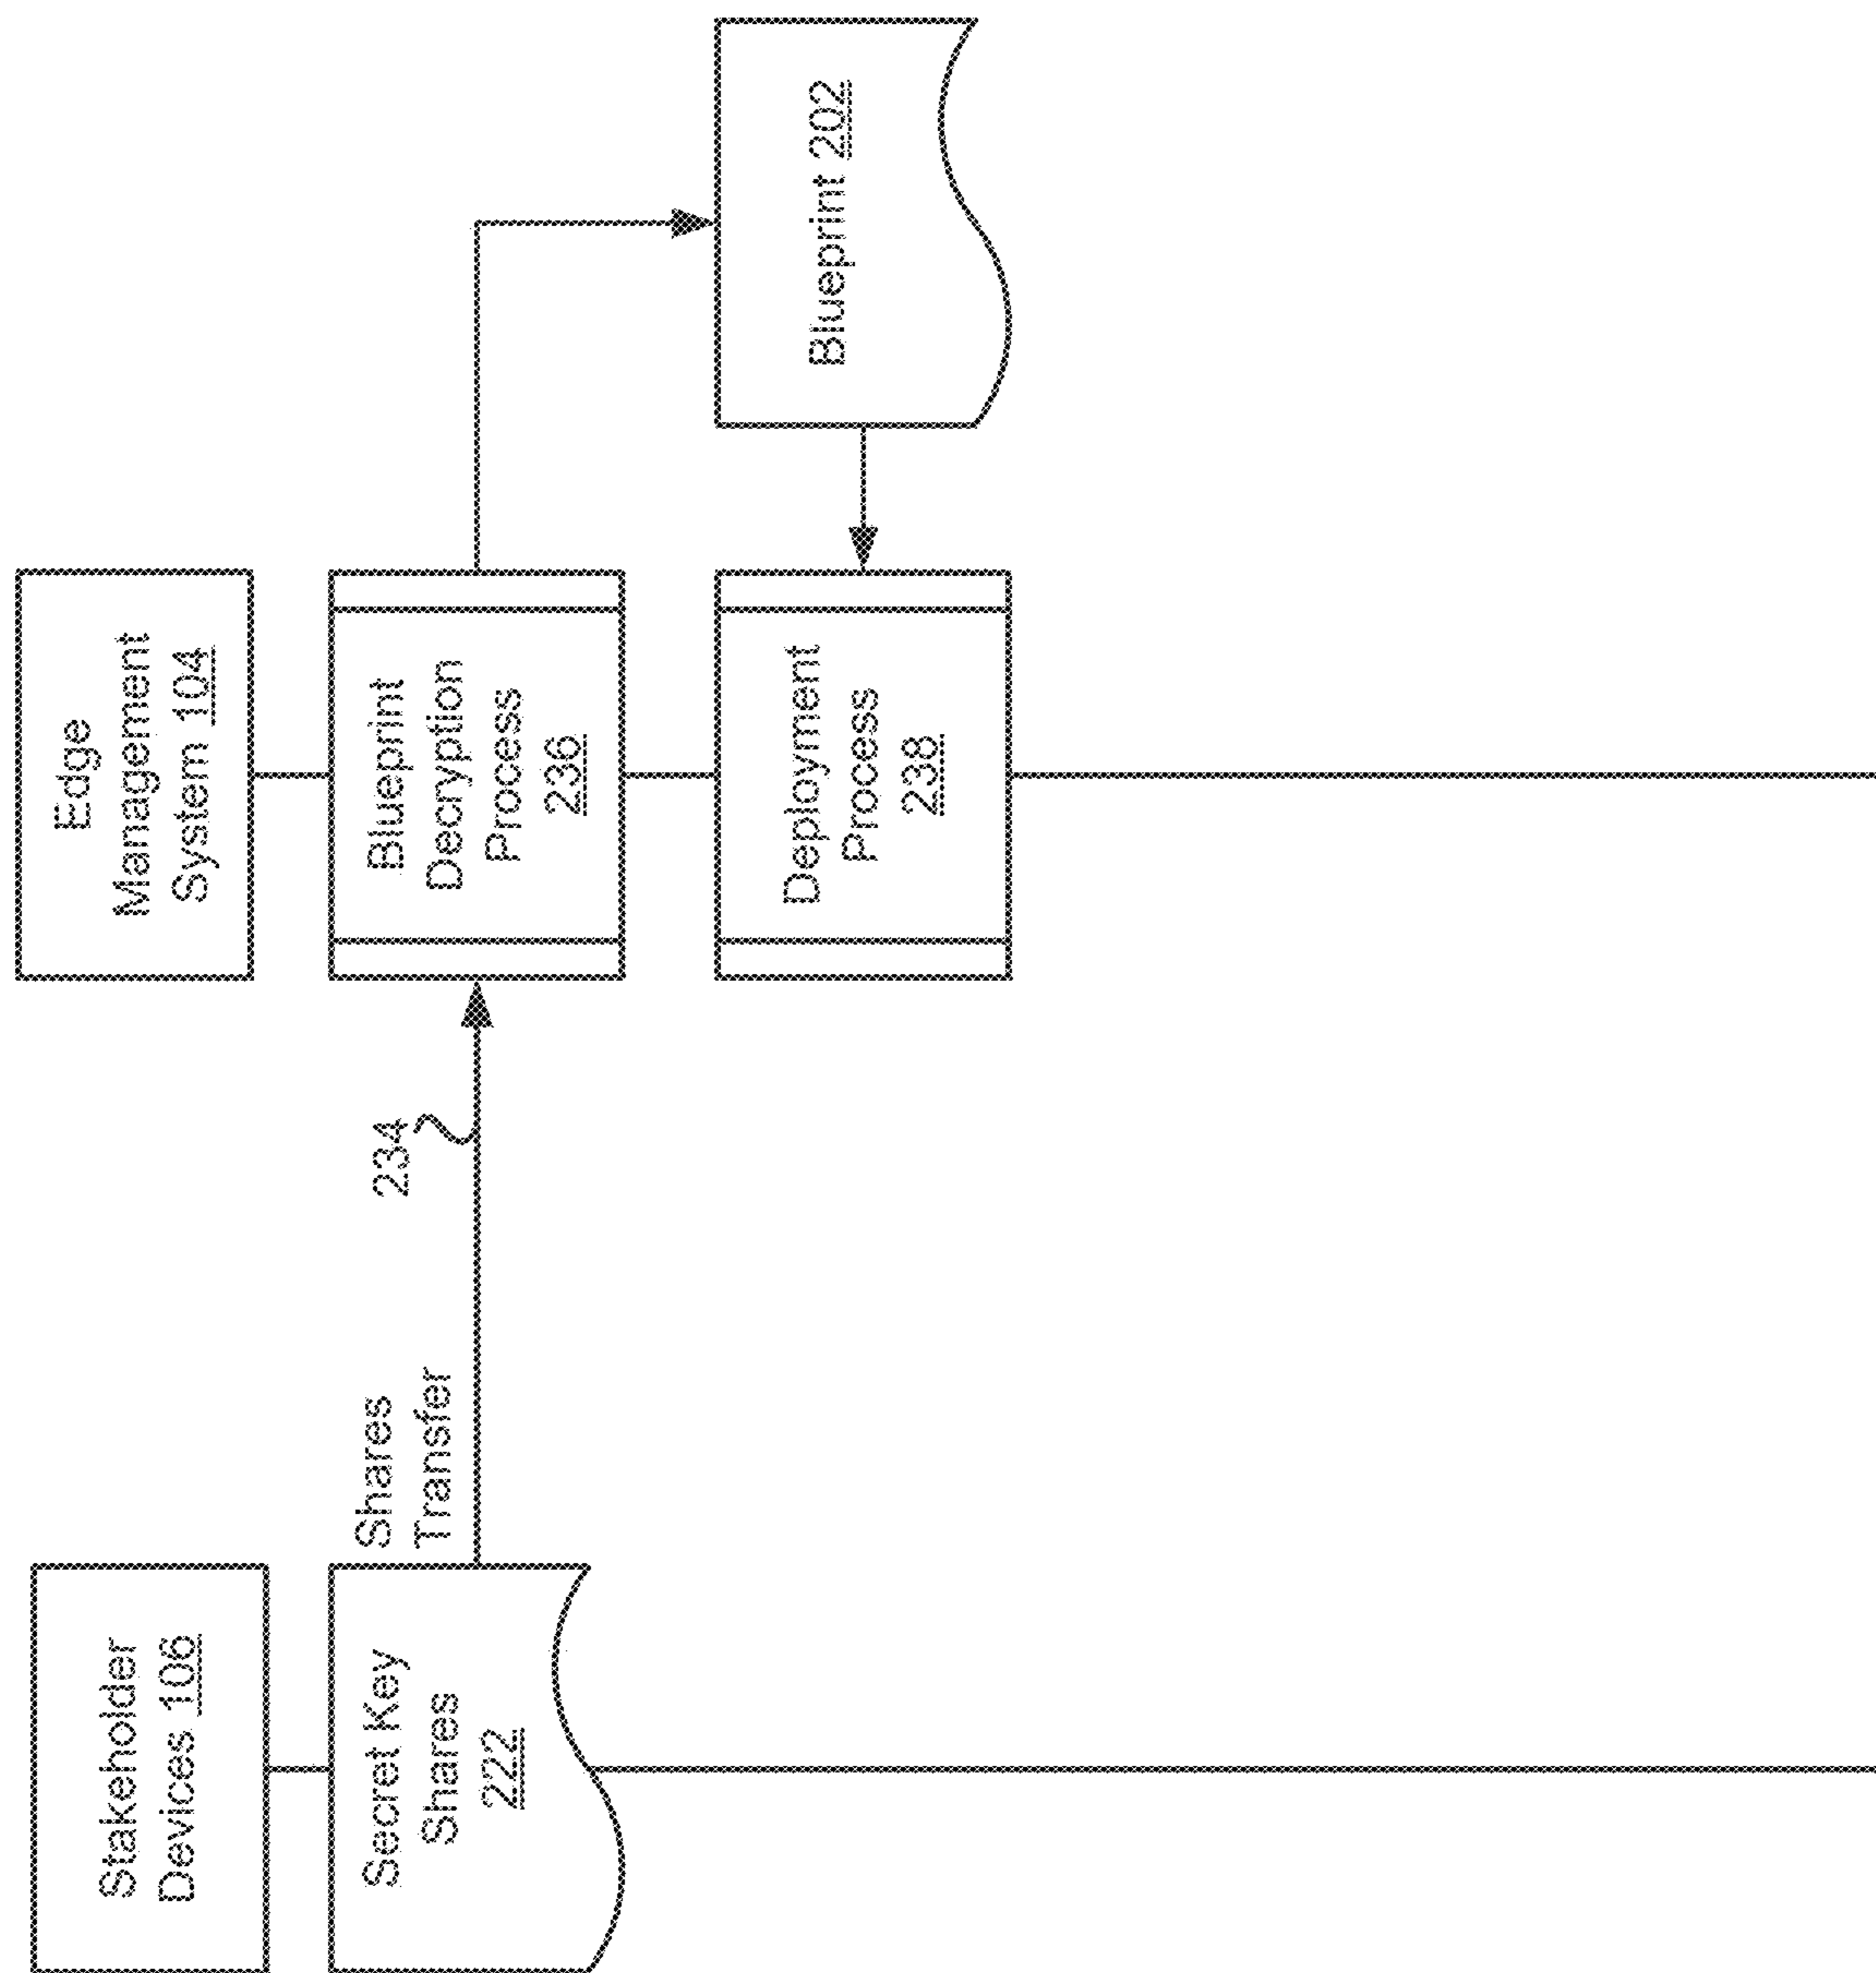 Stakeholder
Devices 106
Edge
Management
System 104
Secret Key
Shares
222
Shares
Transfer
234
Blueprint
Decryption
Process
236
Deployment
Process
238
Blueprint 202